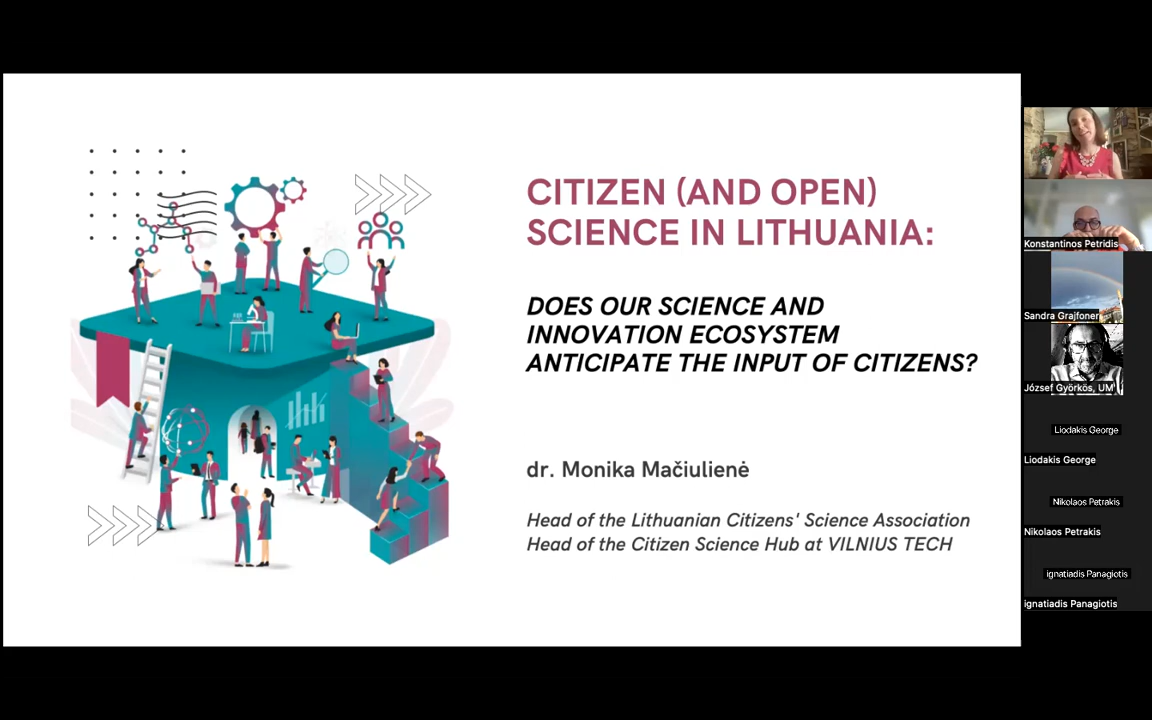 CITIZEN (AND OPEN)
SCIENCE IN LITHUANIA:
DOES OUR SCIENCE AND
INNOVATION ECOSYSTEM
ANTICIPATE THE INPUT OF CITIZENS?
dr. Monika Mačiulienė
Head of the Lithuanian Citizens' Science Association
Head of the Citizen Science Hub at VILNIUS TECH
Konstantinos Petridis
Sandra Grajfoner
József Györkös, UM
Liodakis George
Liodakis George
Nikolaos Petrakis
Nikolaos Petrakis
ignatiadis Panagiotis
ignatiadis Panagiotis